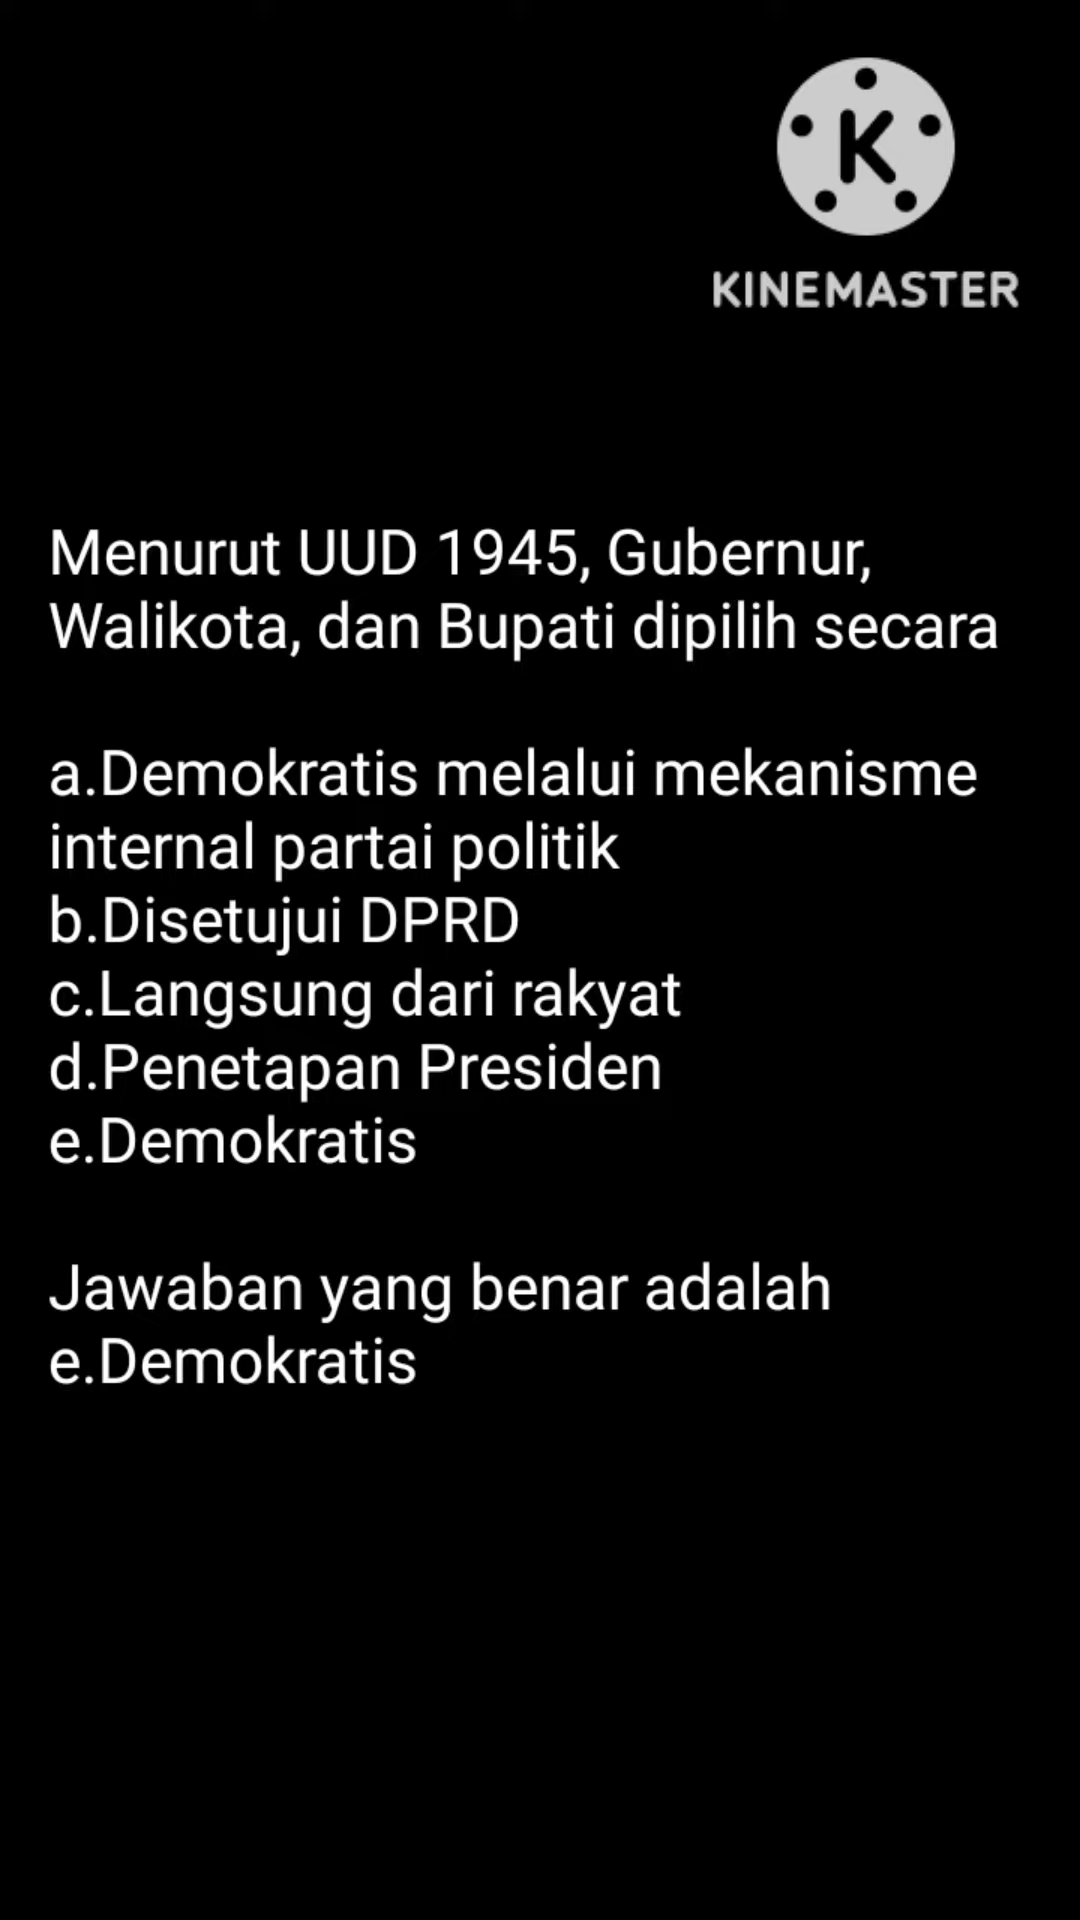 KINEMASTER
Menurut UUD 1945, Gubernur,
Walikota, dan Bupati dipilih secara
a.Demokratis melalui mekanisme
internal partai politik
b.Disetujui DPRD
c.Langsung dari rakyat
d.Penetapan Presiden
e.Demokratis
Jawaban yang benar adalah
e.Demokratis